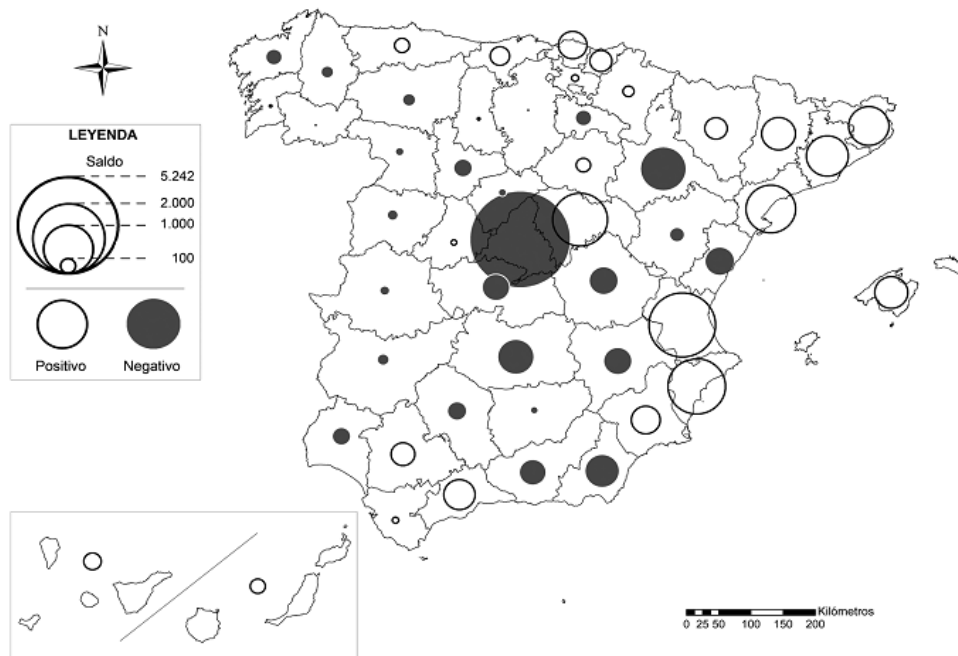 N
LEYENDA
Saldo
5.242
2.000
1.000
100
Positivo
Negativo
Kilómetros
0 25 50 100 150 200